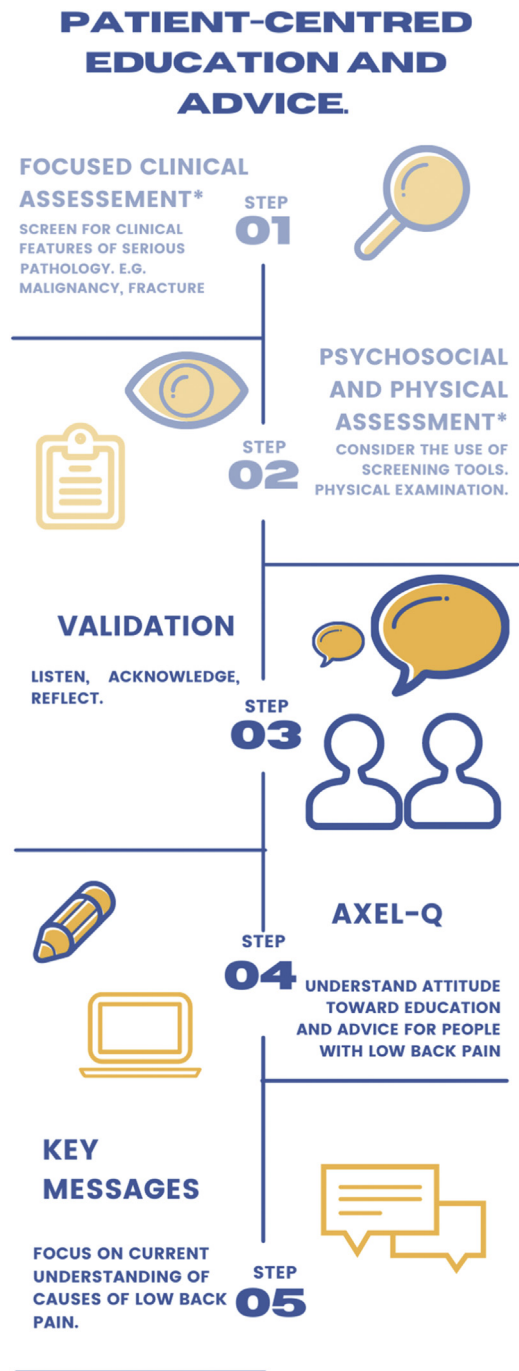 PATIENT-CENTRED
EDUCATION AND
ADVICE.
FOCUSED CLINICAL
ASSESSEMENT*
SCREEN FOR CLINICAL
FEATURES OF SERIOUS
PATHOLOGY. E.G.
MALIGNANCY, FRACTURE
STEP
01
PSYCHOSOCIAL
AND PHYSICAL
ASSESSMENT*
CONSIDER THE USE OF
SCREENING TOOLS.
PHYSICAL EXAMINATION.
STEP
02
VALIDATION
LISTEN, ACKNOWLEDGE,
REFLECT.
STEP
03
AXEL-Q
STEP
04
UNDERSTAND ATTITUDE
TOWARD EDUCATION
AND ADVICE FOR PEOPLE
WITH LOW BACK PAIN
KEY
MESSAGES
FOCUS ON CURRENT
UNDERSTANDING OF
CAUSES OF LOW BACK
PAIN.
STEP
05